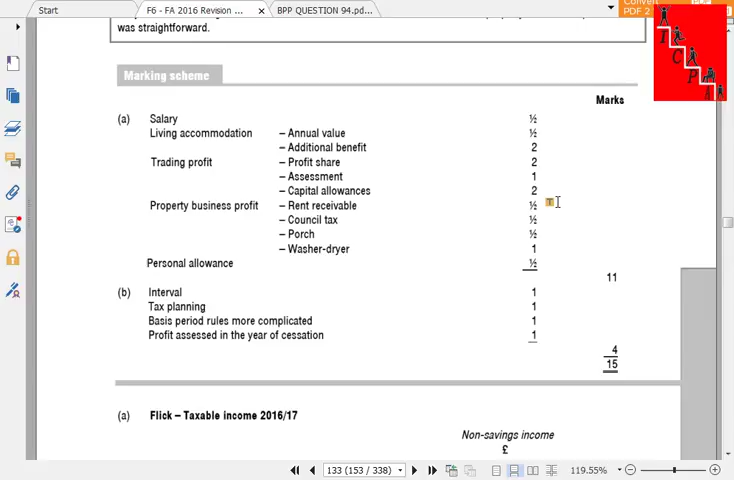 Start
F6 - FA 2016 Revision ...
BPP QUESTION 94.pd...
PDF 2
was straightforward.
T
C
P
A
Marking scheme
Marks
(a) Salary ½
Living accommodation – Annual value ½
– Additional benefit 2
Trading profit – Profit share 2
– Assessment 1
– Capital allowances 2
Property business profit – Rent receivable ½
– Council tax ½
– Porch ½
– Washer-dryer 1
Personal allowance ½
11
(b) Interval 1
Tax planning 1
Basis period rules more complicated 1
Profit assessed in the year of cessation 1
4
15
(a) Flick – Taxable income 2016/17
Non-savings income
£
133 (153 / 338)
119.55%